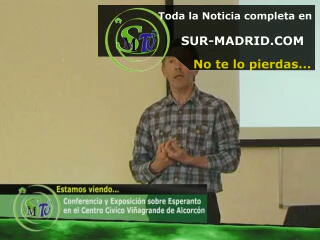 Toda la Noticia completa en
SUR-MADRID.COM
No te lo pierdas...
SMTV
Estamos viendo...
Conferencia y Exposición sobre Esperanto
en el Centro Cívico Viñagrande de Alcorcón